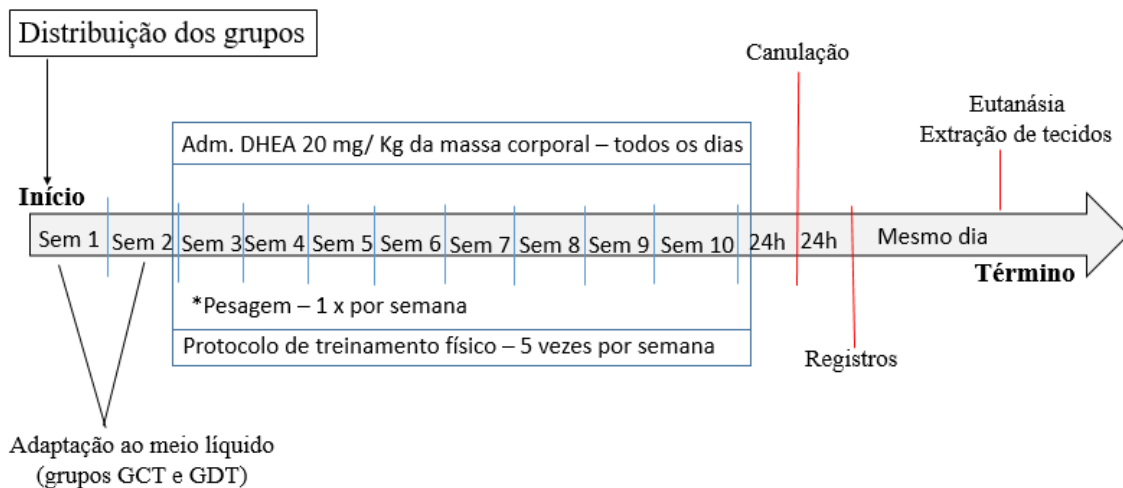 Distribuição dos grupos
Canulação
Eutanásia
Extração de tecidos
Adm. DHEA 20 mg/ Kg da massa corporal – todos os dias
Início
Sem 1 Sem 2 Sem 3 Sem 4 Sem 5 Sem 6 Sem 7 Sem 8 Sem 9 Sem 10 24h 24h Mesmo dia
Término
*Pesagem – 1 x por semana
Protocolo de treinamento físico – 5 vezes por semana
Registros
Adaptação ao meio líquido
(grupos GCT e GDT)